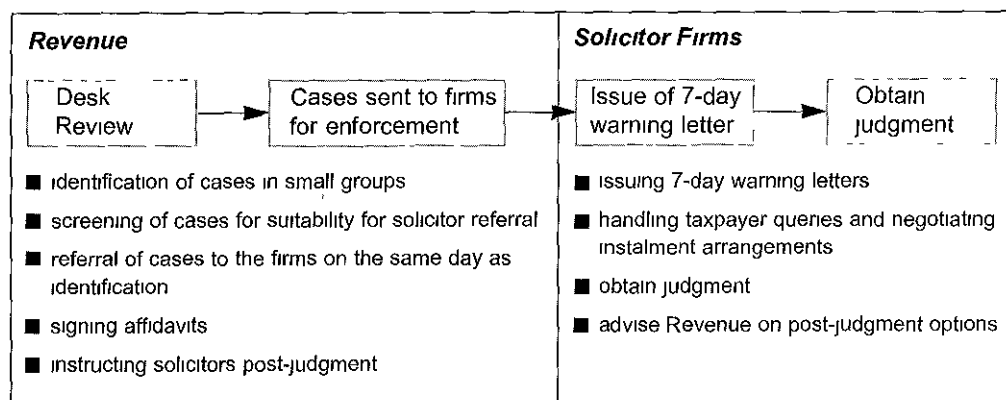 Revenue
Desk
Review
Cases sent to firms
for enforcement
■ identification of cases in small groups
■ screening of cases for suitability for solicitor referral
■ referral of cases to the firms on the same day as
identification
■ signing affidavits
■ instructing solicitors post-judgment
Solicitor Firms
Issue of 7-day
warning letter
Obtain
judgment
■ issuing 7-day warning letters
■ handling taxpayer queries and negotiating
instalment arrangements
■ obtain judgment
■ advise Revenue on post-judgment options